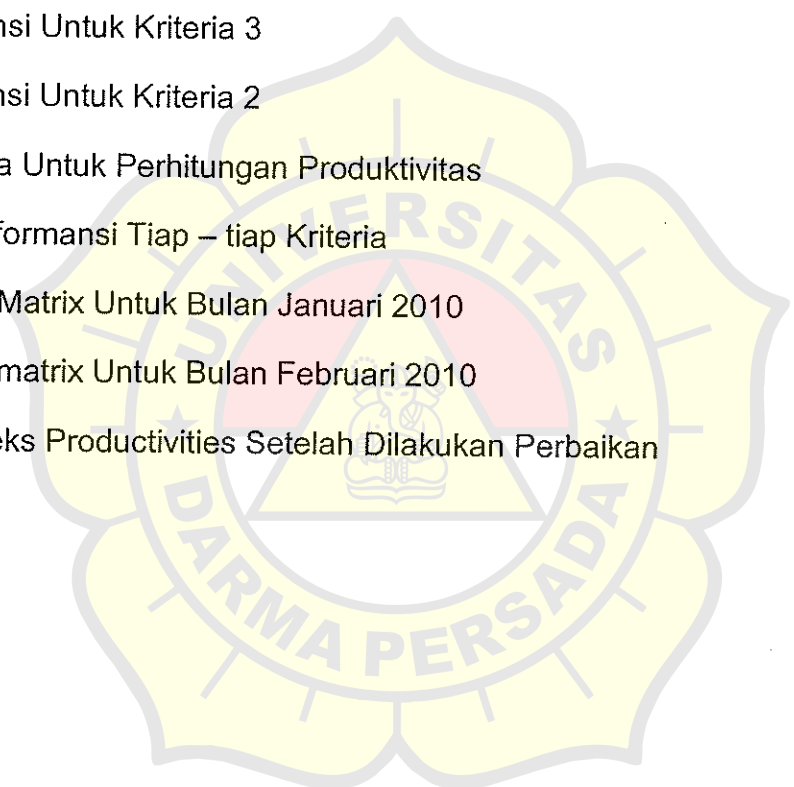 nsi Untuk Kriteria 3
nsi Untuk Kriteria 2
a Untuk Perhitungan Produktivitas
formansi Tiap – tiap Kriteria
Matrix Untuk Bulan Januari 2010
matrix Untuk Bulan Februari 2010
eks Productivities Setelah Dilakukan Perbaikan
UNIVERSITAS
DARMA PERSADA